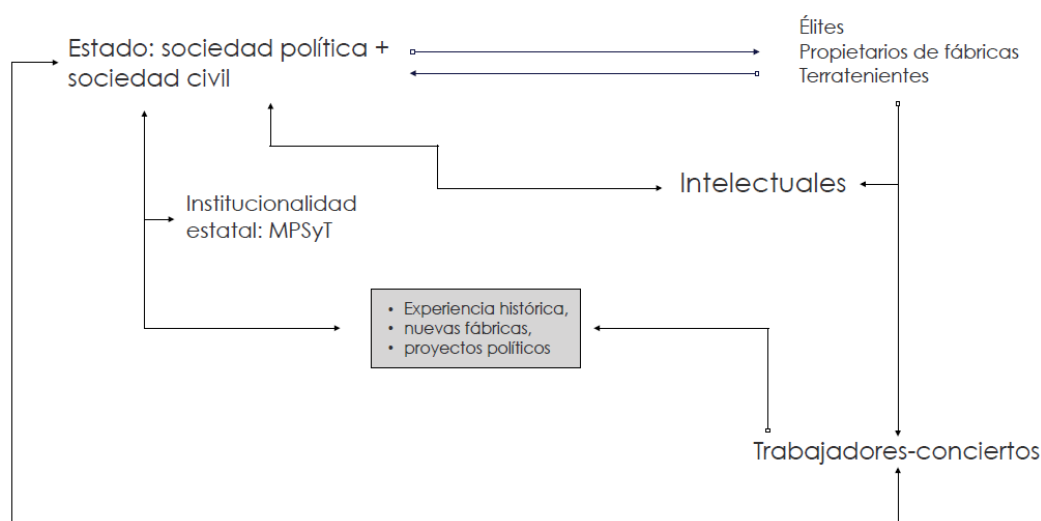 Estado: sociedad política +
sociedad civil
Élites
Propietarios de fábricas
Terratenientes
Intelectuales
Institucionalidad
estatal: MPSyT
• Experiencia histórica,
• nuevas fábricas,
• proyectos políticos
Trabajadores-conciertos